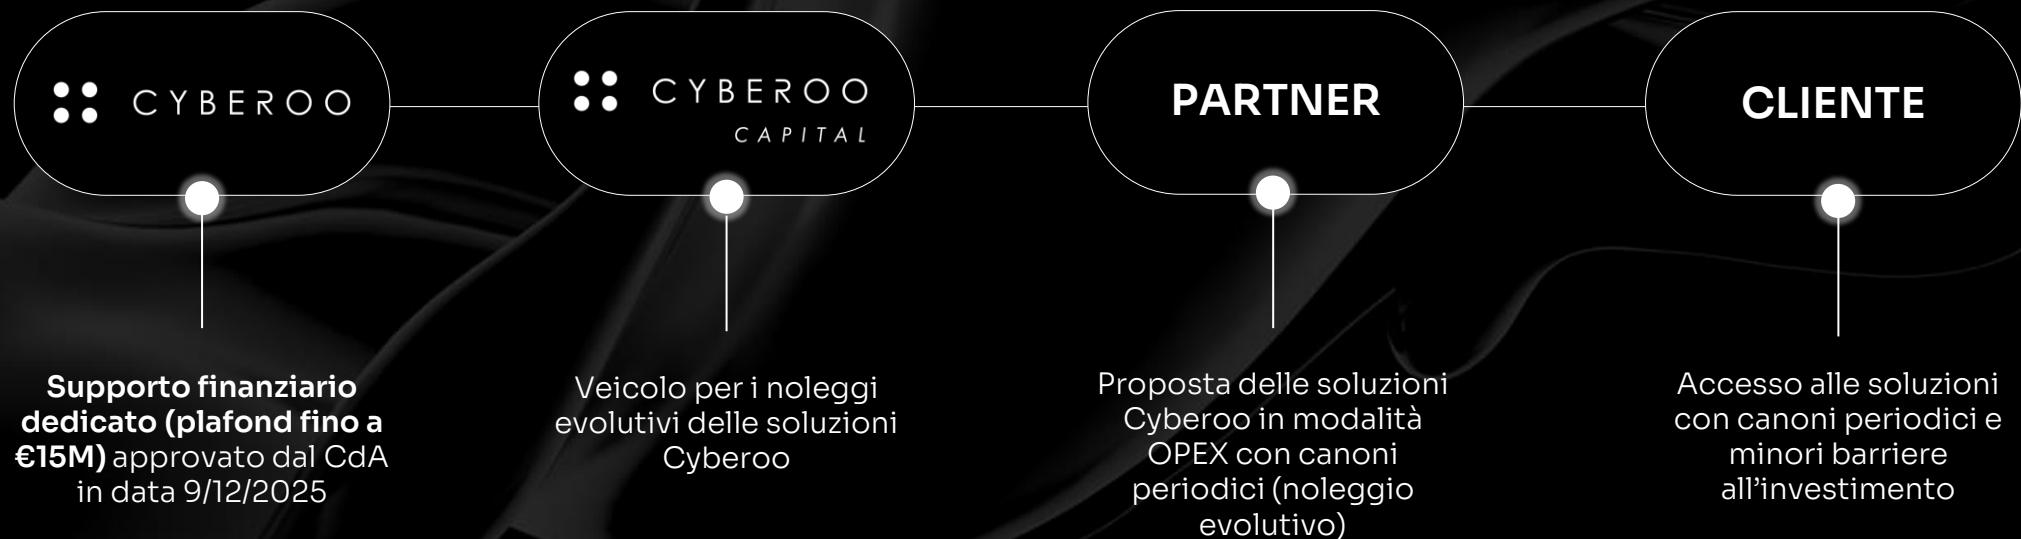 CYBEROO
CYBEROO
CAPITAL
PARTNER
CLIENTE
Supporto finanziario
dedicato (plafond fino a
€15M) approvato dal CdA
in data 9/12/2025
Veicolo per i noleggi
evolutivi delle soluzioni
Cyberoo
Proposta delle soluzioni
Cyberoo in modalità
OPEX con canoni
periodici (noleggio
evolutivo)
Accesso alle soluzioni
con canoni periodici e
minori barriere
all’investimento